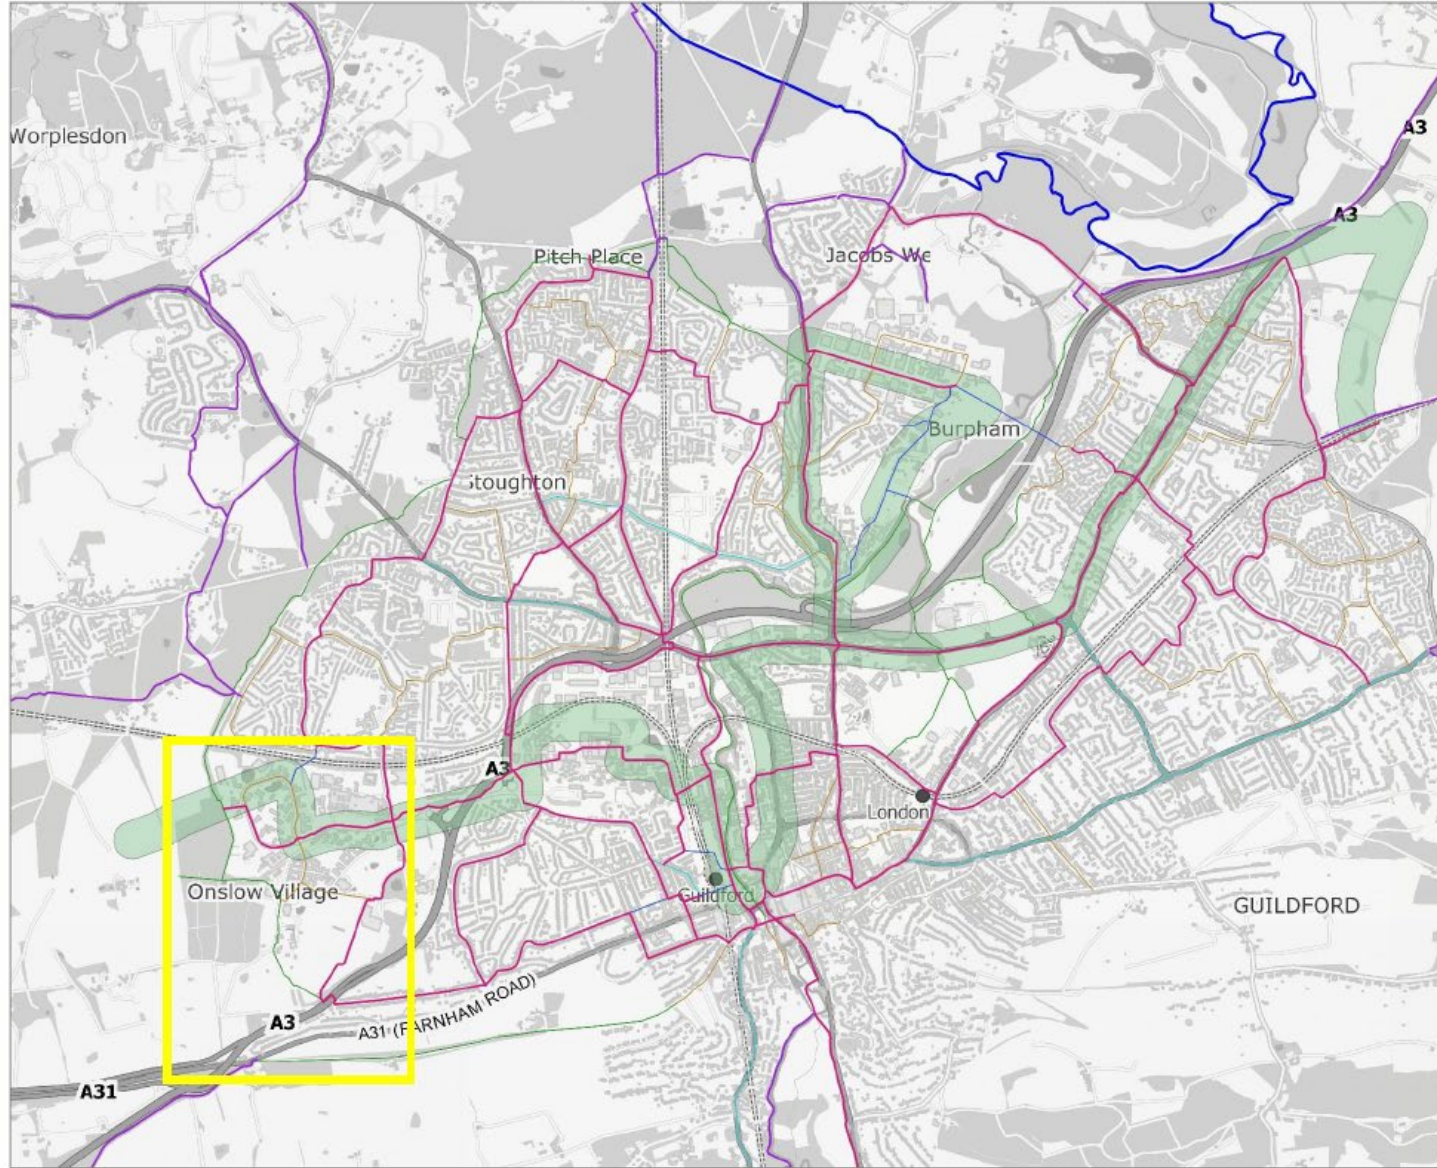 A3
Worplesdon
A3
Pitch Place
Jacobs We
Burpham
Stoughton
A3
London
Onslow Village
Guildford
GUILDFORD
A31 (FARNHAM ROAD)
A3
A31